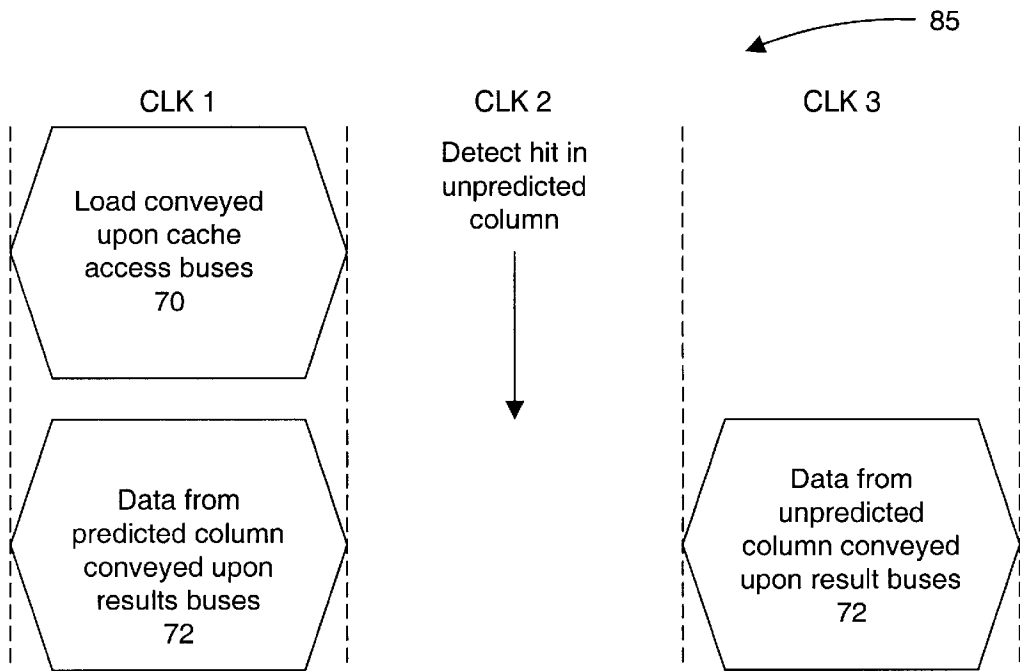 85
CLK 1
CLK 2
CLK 3
Load conveyed
upon cache
access buses
70
Detect hit in
unpredicted
column
Data from
predicted column
conveyed upon
results buses
72
Data from
unpredicted
column conveyed
upon result buses
72